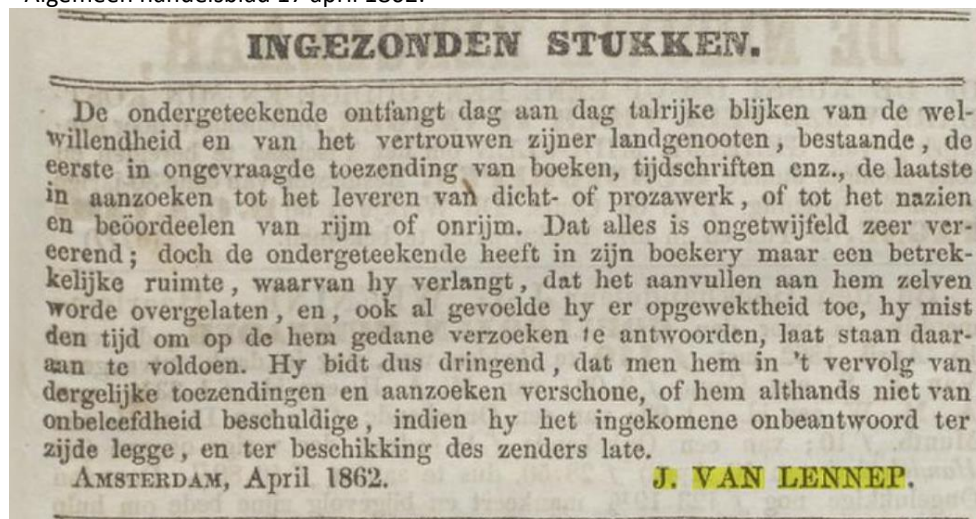 Algemeen handelsblad 17 april 1862.
INGEZONDEN STUKKEN.
De ondergeteekende ontfangt dag aan dag talrijke blijken van de wel-
willendheid en van het vertrouwen zijner landgenooten, bestaande, de
eerste in ongevraagde toezending van boeken, tijdschriften enz., de laatste
in aanzoeken tot het leveren van dicht- of prozawerk, of tot het nazien
en beöordeelen van rijm of onrijm. Dat alles is ongetwijfeld zeer ver-
eerend; doch de ondergeteekende heeft in zijn boekery maar een betrek-
kelijke ruimte, waarvan hy verlangt, dat het aanvullen aan hem zelven
worde overgelaten, en, ook al gevoelde hy er opgewektheid toe, hy mist
den tijd om op de hem gedane verzoeken te antwoorden, laat staan daar-
aan te voldoen. Hy bidt dus dringend, dat men hem in 't vervolg van
dergelijke toezendingen en aanzoeken verschone, of hem althands niet van
onbeleefdheid beschuldige, indien hy het ingekomene onbeantwoord ter
zijde legge, en ter beschikking des zenders late.
AMSTERDAM, April 1862. J. VAN LENNEP.